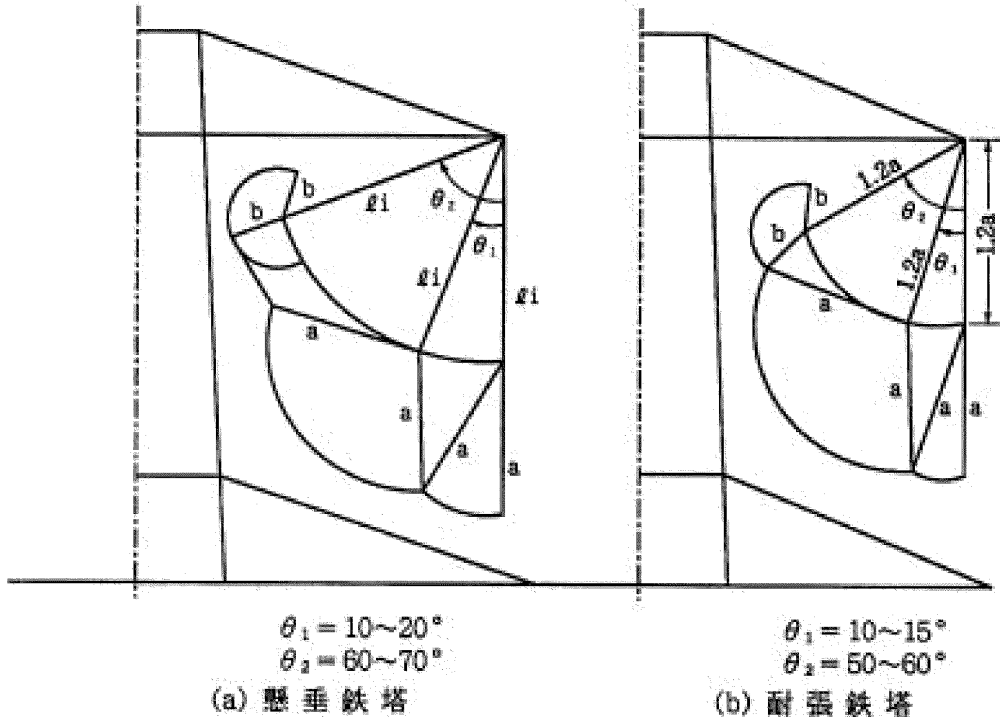 b
b
ℓi
θ₂
θ₁
ℓi
ℓi
a
a
a
a
θ₁=10~20°
θ₂=60~70°
(a) 懸垂鉄塔
b
b
1.2a
θ₂
θ₁
1.2a
1.2a
a
a
a
a
θ₁=10~15°
θ₂=50~60°
(b) 耐張鉄塔